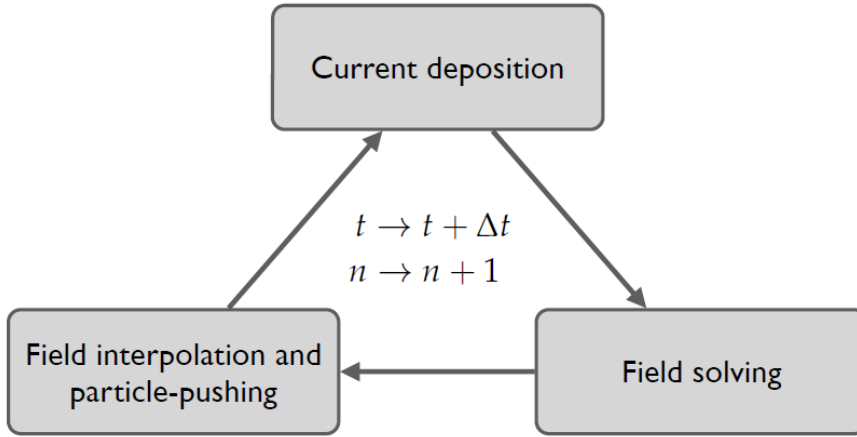 Current deposition
t → t + Δt
n → n + 1
Field interpolation and
particle-pushing
Field solving